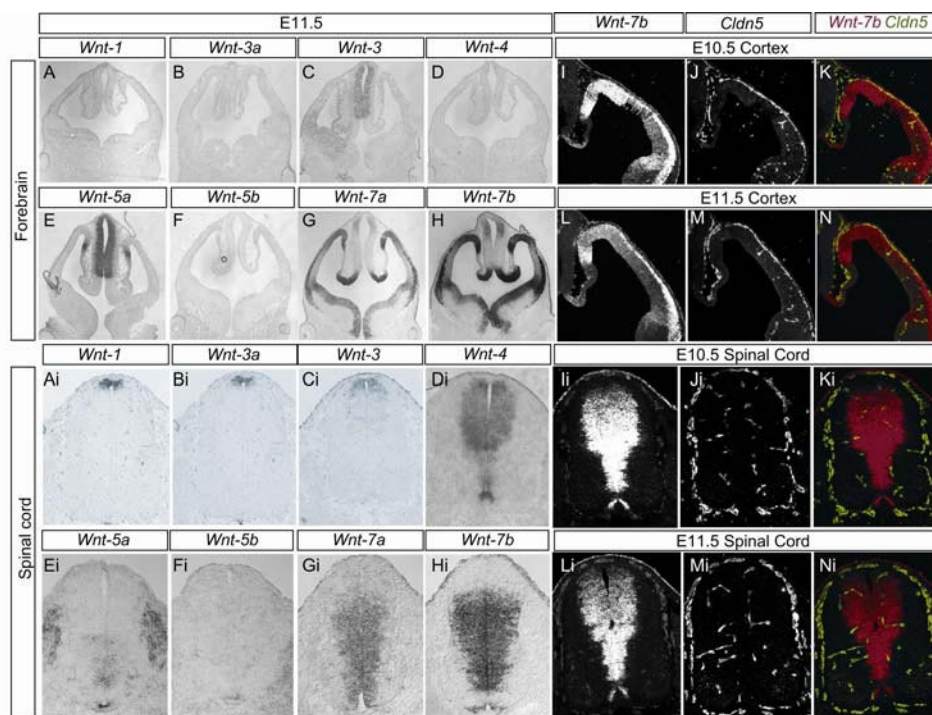 E11.5 Wnt-7b Cldn5 Wnt-7b Cldn5
Wnt-1 Wnt-3a Wnt-3 Wnt-4 E10.5 Cortex
A B C D I J K
Forebrain
Wnt-5a Wnt-5b Wnt-7a Wnt-7b E11.5 Cortex
E F G H L M N
Wnt-1 Wnt-3a Wnt-3 Wnt-4 E10.5 Spinal Cord
Ai Bi Ci Di Ii Ji Ki
Spinal cord
Wnt-5a Wnt-5b Wnt-7a Wnt-7b E11.5 Spinal Cord
Ei Fi Gi Hi Li Mi Ni